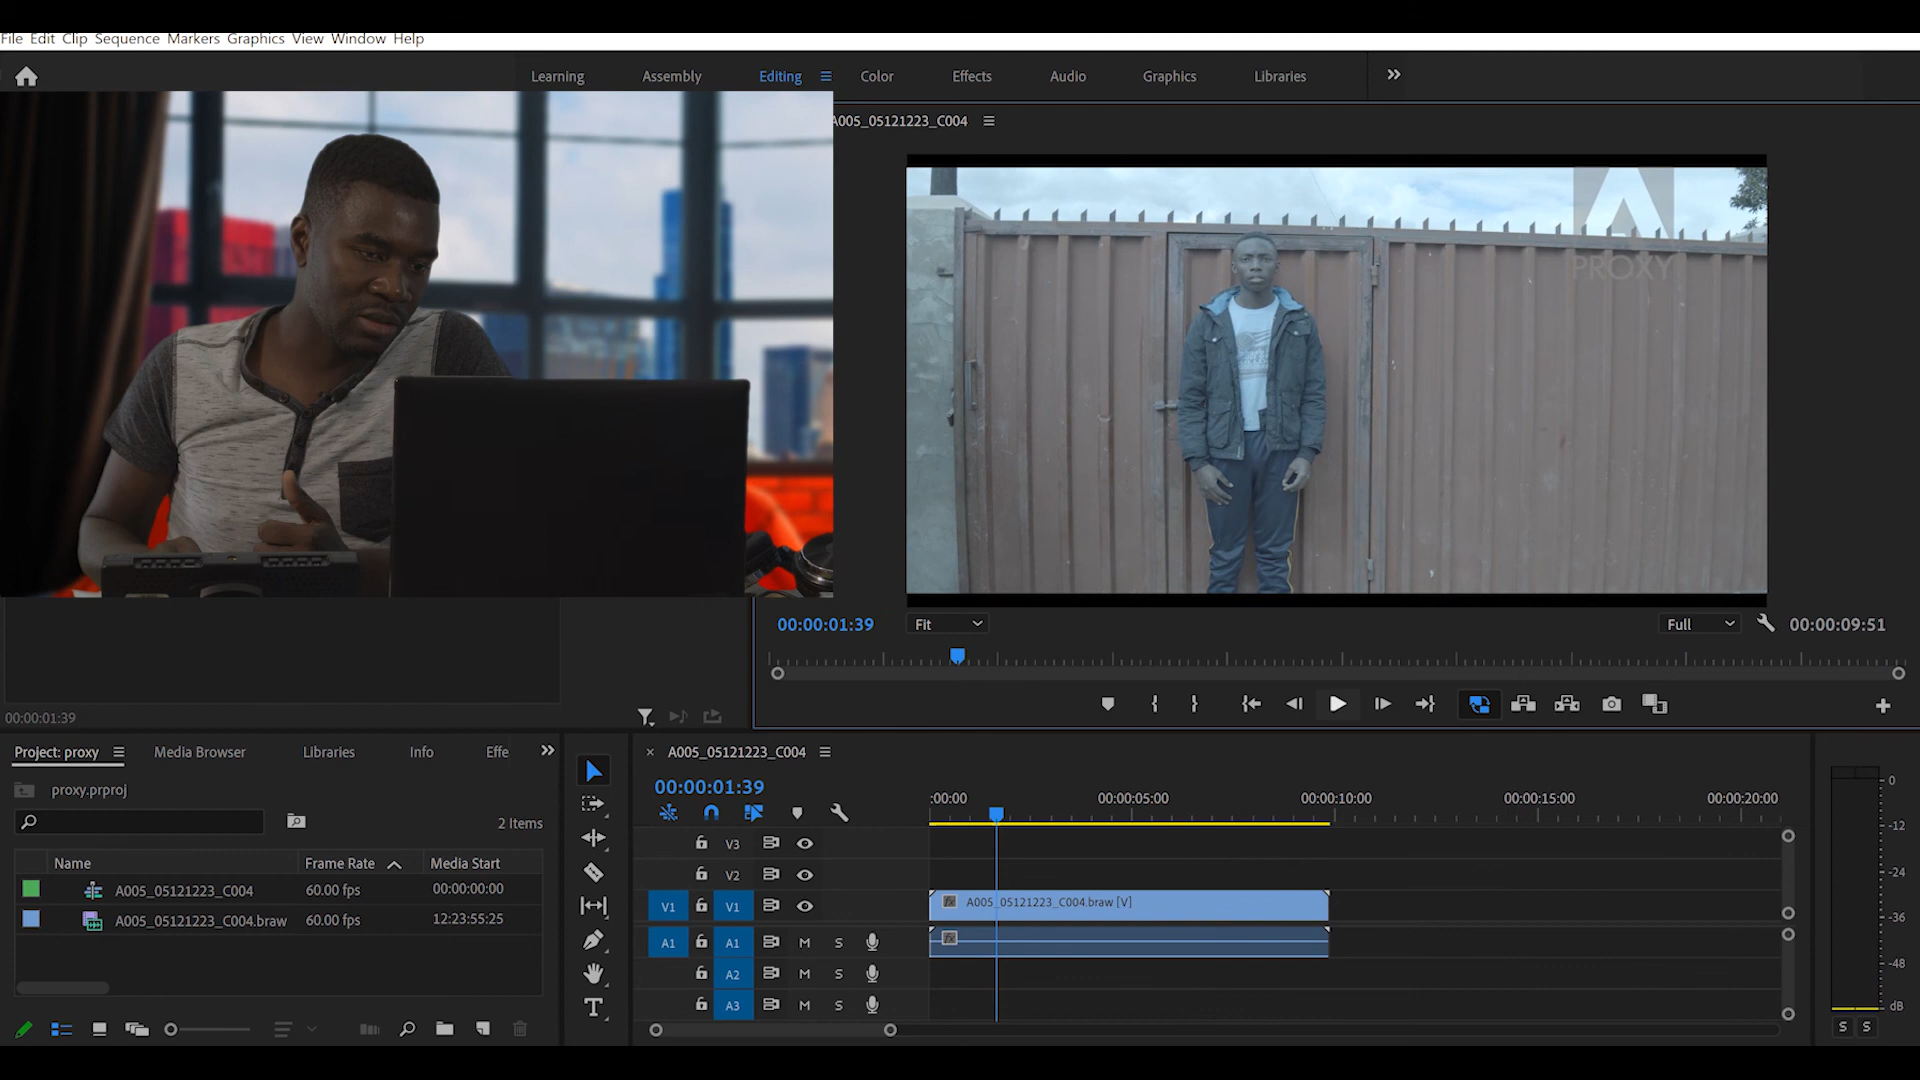 File Edit Clip Sequence Markers Graphics View Window Help
Learning Assembly Editing Color Effects Audio Graphics Libraries
A005_05121223_C004
A
PROXY
00:00:01:39 Fit Full 00:00:09:51
00:00:01:39
Project: proxy Media Browser Libraries Info Effe
proxy.prproj
2 Items
Name Frame Rate Media Start
A005_05121223_C004 60.00 fps 00:00:00:00
A005_05121223_C004.braw 60.00 fps 12:23:55:25
A005_05121223_C004
00:00:01:39
:00:00 00:00:05:00 00:00:10:00 00:00:15:00 00:00:20:00
V3
V2
V1 V1 fx A005_05121223_C004.braw [V]
A1 A1 M S fx
A2 M S
A3 M S
0
-12
-24
-36
-48
dB
S S